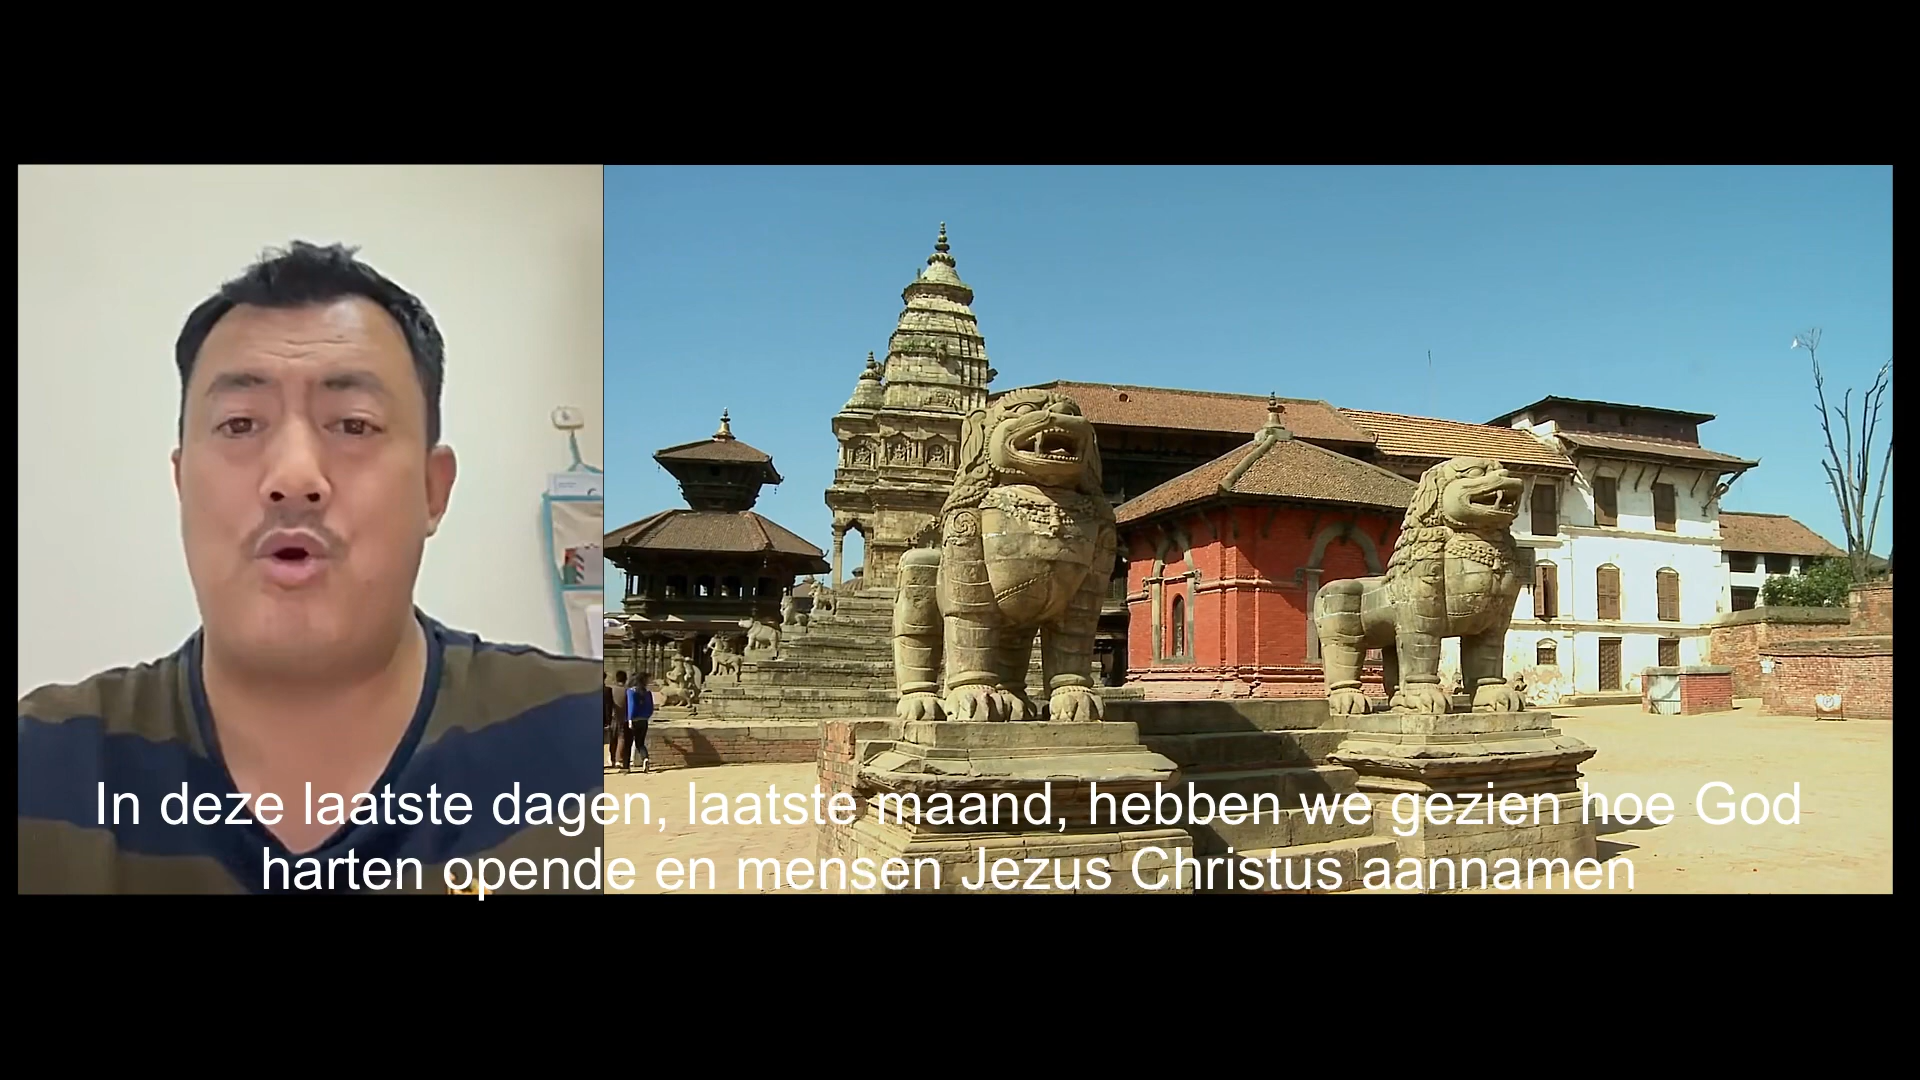 In deze laatste dagen, laatste maand, hebben we gezien hoe God
harten opende en mensen Jezus Christus aannamen